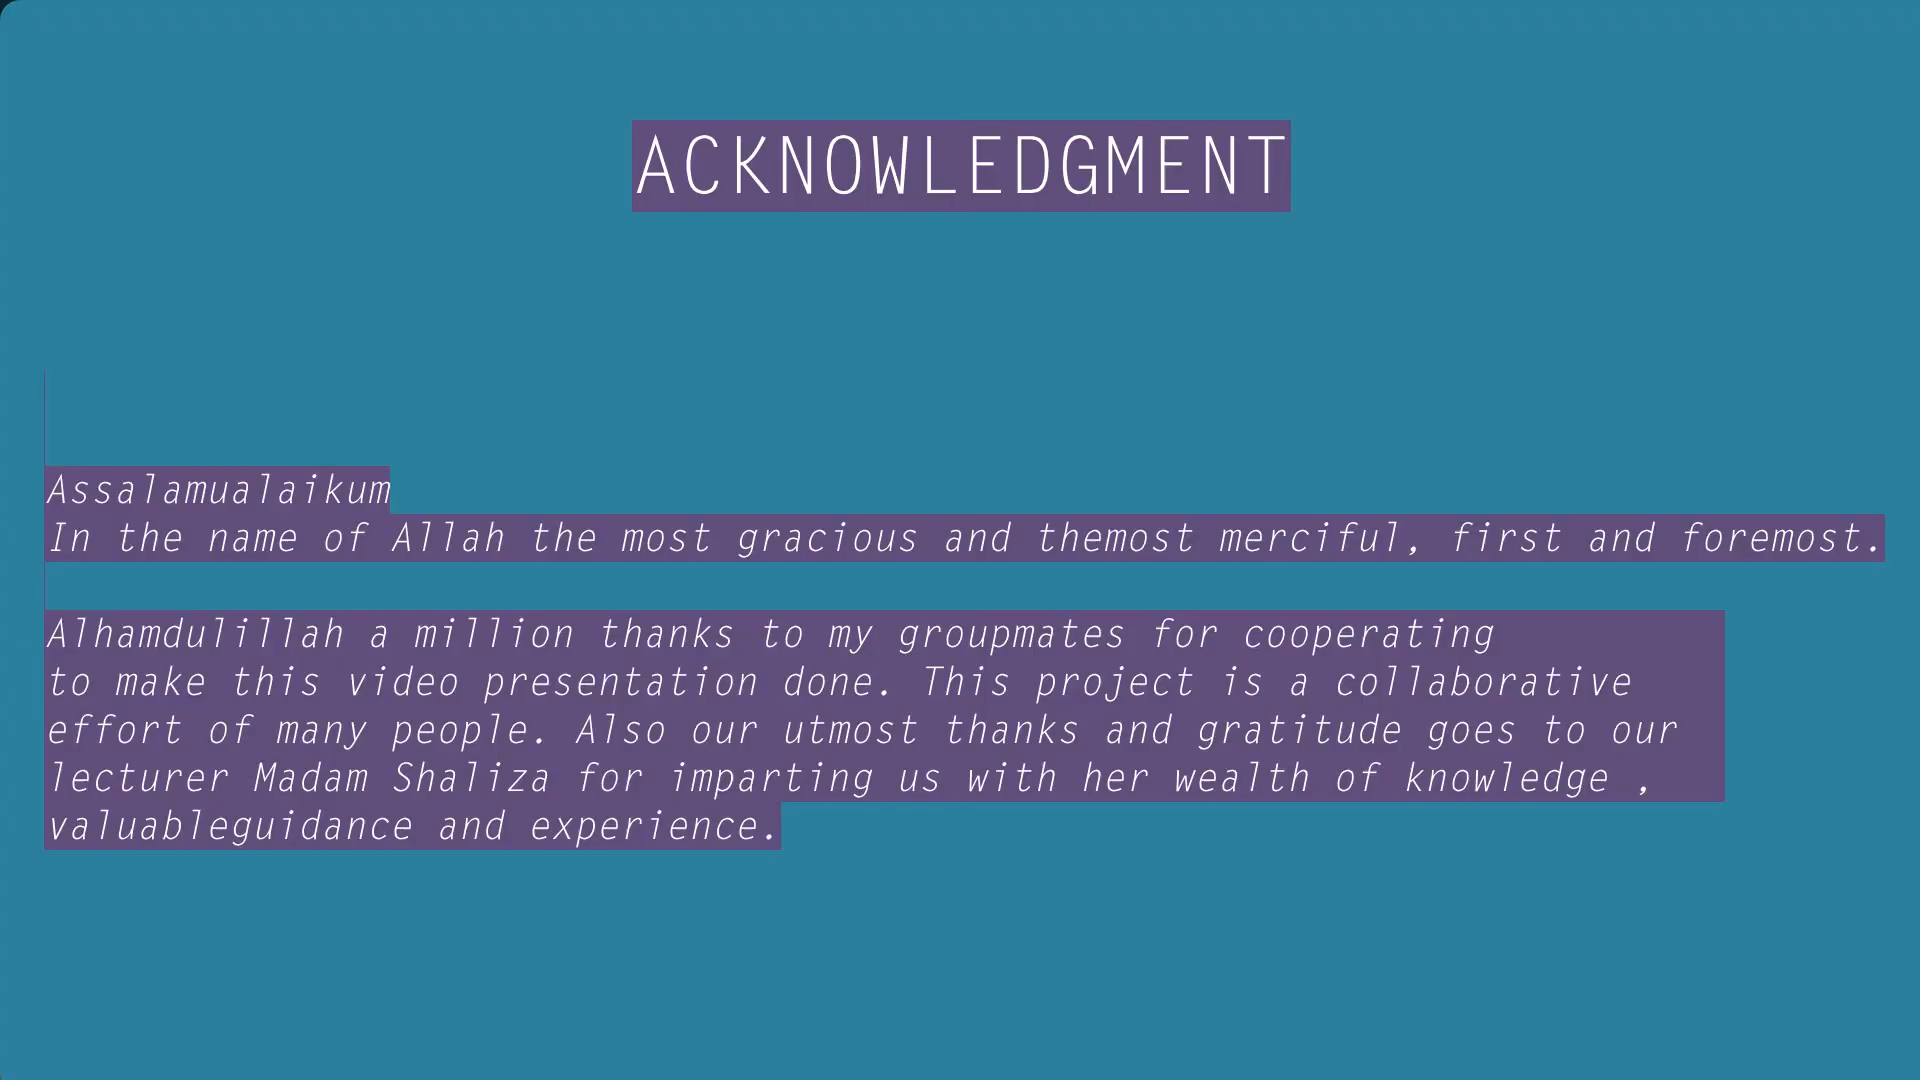 ACKNOWLEDGMENT
Assalamualaikum
In the name of Allah the most gracious and themost merciful, first and foremost.
Alhamdulillah a million thanks to my groupmates for cooperating
to make this video presentation done. This project is a collaborative
effort of many people. Also our utmost thanks and gratitude goes to our
lecturer Madam Shaliza for imparting us with her wealth of knowledge ,
valuableguidance and experience.